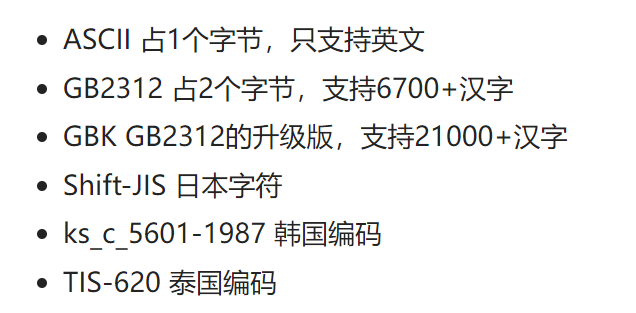 ASCII 占1个字节，只支持英文
GB2312 占2个字节，支持6700+汉字
GBK GB2312的升级版，支持21000+汉字
Shift-JIS 日本字符
ks_c_5601-1987 韩国编码
TIS-620 泰国编码